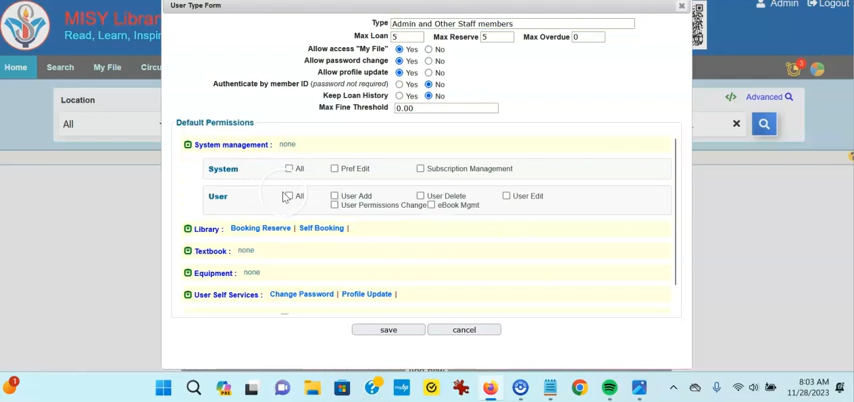 User Type Form
MISY Librar
Read, Learn, Inspir
Admin Logout
Home Search My File Circu
3
Location
All
Advanced
Type Admin and Other Staff members
Max Loan 5 Max Reserve 5 Max Overdue 0
Allow access "My File" Yes No
Allow password change Yes No
Allow profile update Yes No
Authenticate by member ID (password not required) Yes No
Keep Loan History Yes No
Max Fine Threshold 0.00
Default Permissions
System management : none
System All Pref Edit Subscription Management
User All User Add User Delete User Edit
User Permissions Change eBook Mgmt
Library : Booking Reserve | Self Booking |
Textbook : none
Equipment : none
User Self Services : Change Password | Profile Update |
save cancel
8:03 AM
11/28/2023